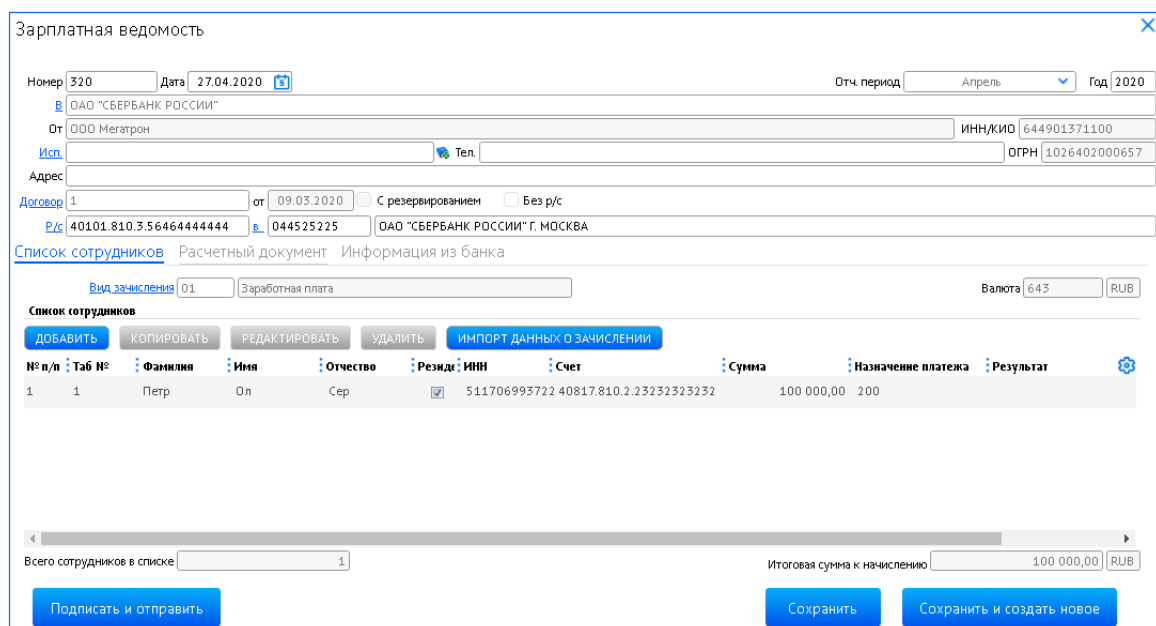 Зарплатная ведомость
Номер 320 Дата 27.04.2020 Отч. период Апрель Год 2020
В ОАО "СБЕРБАНК РОССИИ"
От ООО Мегатрон ИНН/КИО 644901371100
Исп. Тел. ОГРН 1026402000657
Адрес
Договор 1 от 09.03.2020 С резервированием Без р/с
Р/с 40101.810.3.56464444444 в 044525225 ОАО "СБЕРБАНК РОССИИ" Г. МОСКВА
Список сотрудников Расчетный документ Информация из банка
Вид зачисления 01 Заработная плата Валюта 643 RUB
Список сотрудников
ДОБАВИТЬ КОПИРОВАТЬ РЕДАКТИРОВАТЬ УДАЛИТЬ ИМПОРТ ДАННЫХ О ЗАЧИСЛЕНИИ
№ п/п Таб № Фамилия Имя Отчество Резиде ИНН Счет Сумма Назначение платежа Результат
1 1 Петр Ол Сер 511706993722 40817.810.2.23232323232 100 000,00 200
Всего сотрудников в списке 1 Итоговая сумма к начислению 100 000,00 RUB
Подписать и отправить Сохранить Сохранить и создать новое